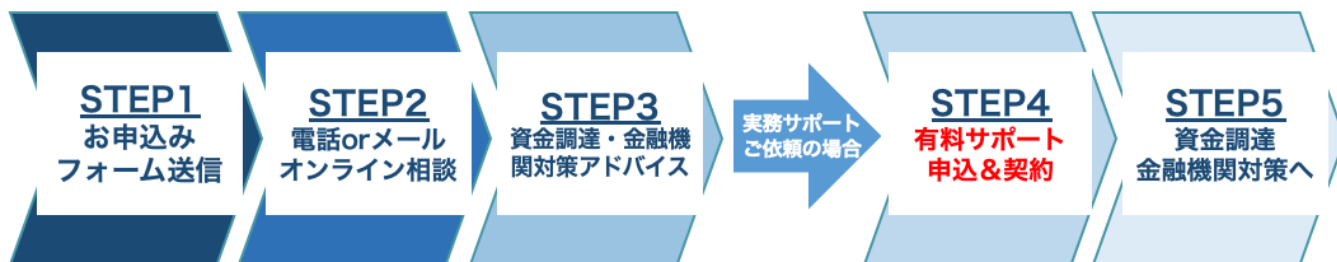 STEP1
お申込み
フォーム送信
STEP2
電話orメール
オンライン相談
STEP3
資金調達・金融機
関対策アドバイス
実務サポート
ご依頼の場合
STEP4
有料サポート
申込&契約
STEP5
資金調達
金融機関対策へ